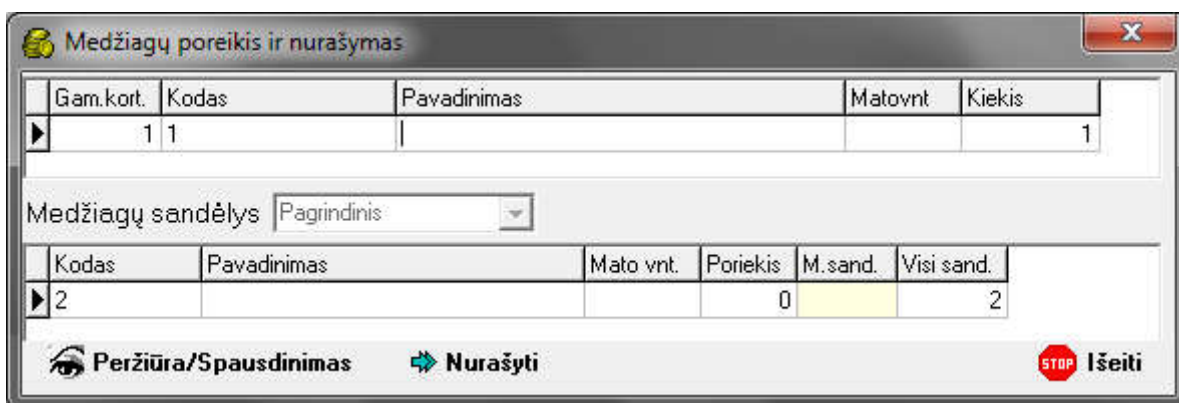 Medžiagų poreikis ir nurašymas
Gam.kort. Kodas Pavadinimas Matovnt Kiekis
1 1 1
Medžiagų sandėlys Pagrindinis
Kodas Pavadinimas Mato vnt. Poriekis M.sand. Visi sand.
2 0 2
Peržiūra/Spausdinimas Nurašyti STOP Išeiti